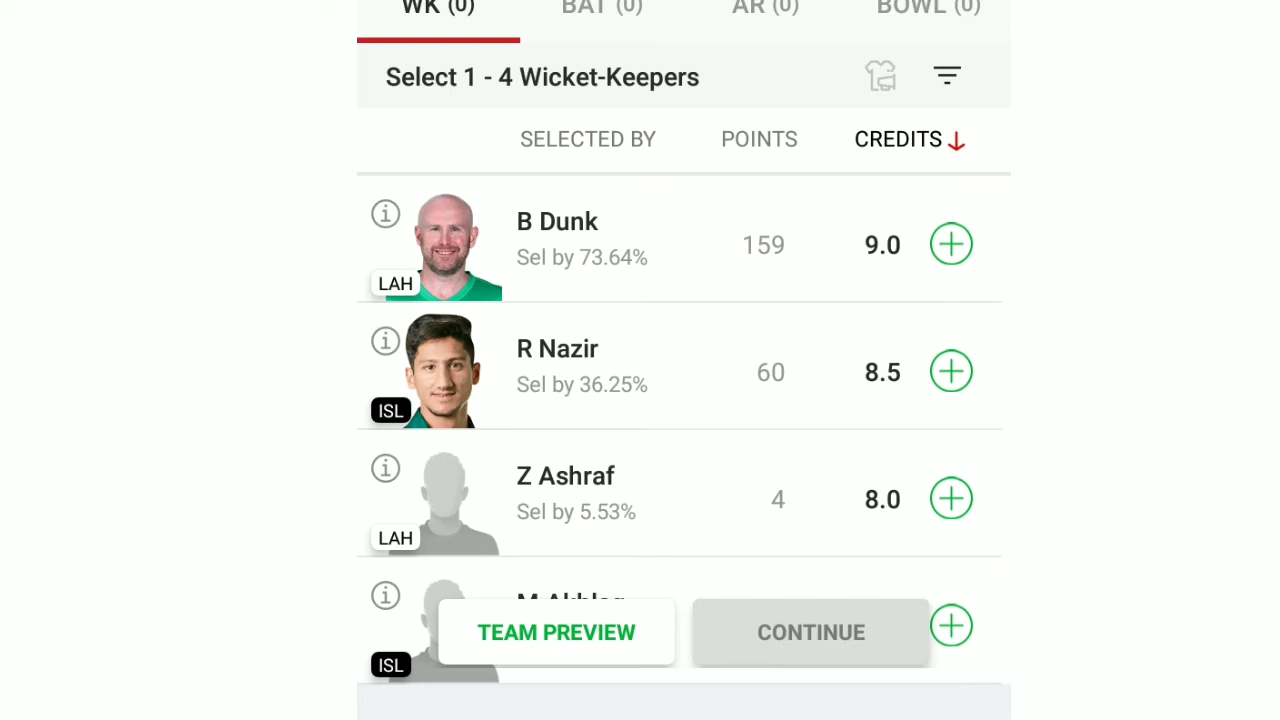 WK (0) BAT (0) AR (0) BOWL (0)
Select 1 - 4 Wicket-Keepers
SELECTED BY POINTS CREDITS
B Dunk
Sel by 73.64% 159 9.0
LAH
R Nazir
Sel by 36.25% 60 8.5
ISL
Z Ashraf
Sel by 5.53% 4 8.0
LAH
TEAM PREVIEW CONTINUE
ISL